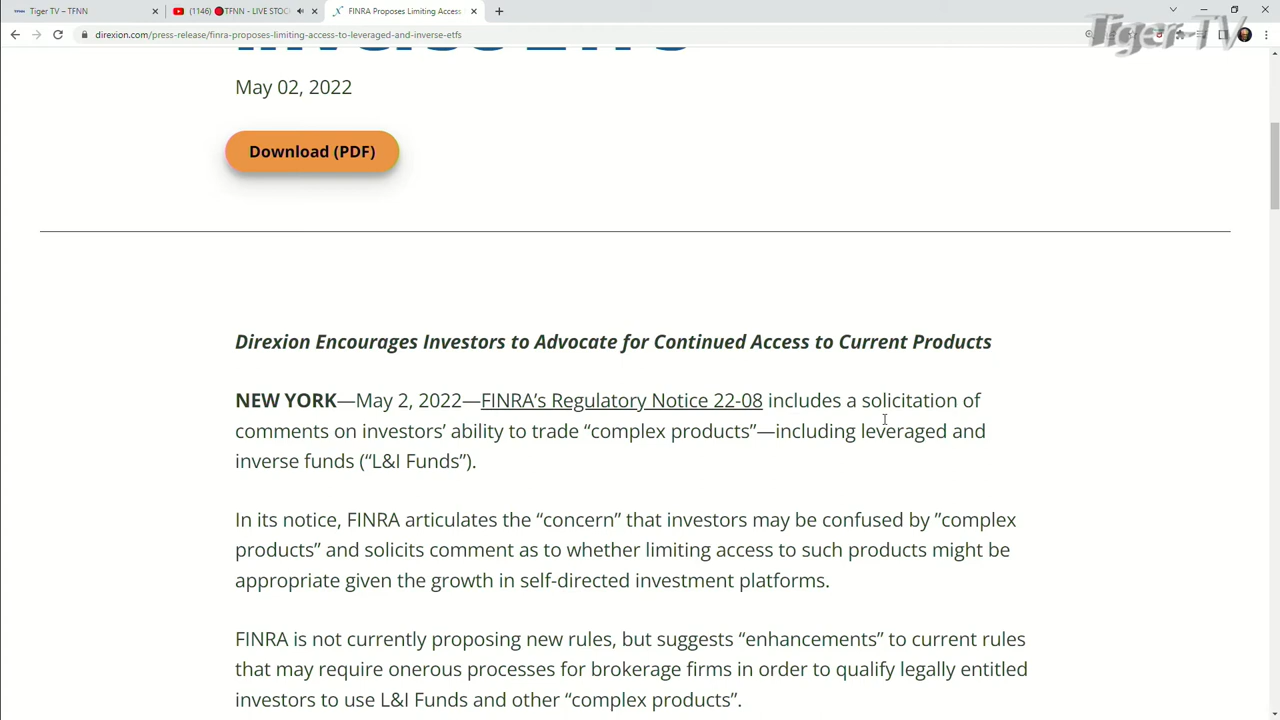 Tiger TV – TFNN
(1146) 🔴TFNN - LIVE STOC
FINRA Proposes Limiting Access
direxion.com/press-release/finra-proposes-limiting-access-to-leveraged-and-inverse-etfs
Tiger-TV
Inverse ETFs
May 02, 2022
Download (PDF)
Direxion Encourages Investors to Advocate for Continued Access to Current Products
NEW YORK—May 2, 2022—FINRA’s Regulatory Notice 22-08 includes a solicitation of
comments on investors’ ability to trade “complex products”—including leveraged and
inverse funds (“L&I Funds”).
In its notice, FINRA articulates the “concern” that investors may be confused by ”complex
products” and solicits comment as to whether limiting access to such products might be
appropriate given the growth in self-directed investment platforms.
FINRA is not currently proposing new rules, but suggests “enhancements” to current rules
that may require onerous processes for brokerage firms in order to qualify legally entitled
investors to use L&I Funds and other “complex products”.